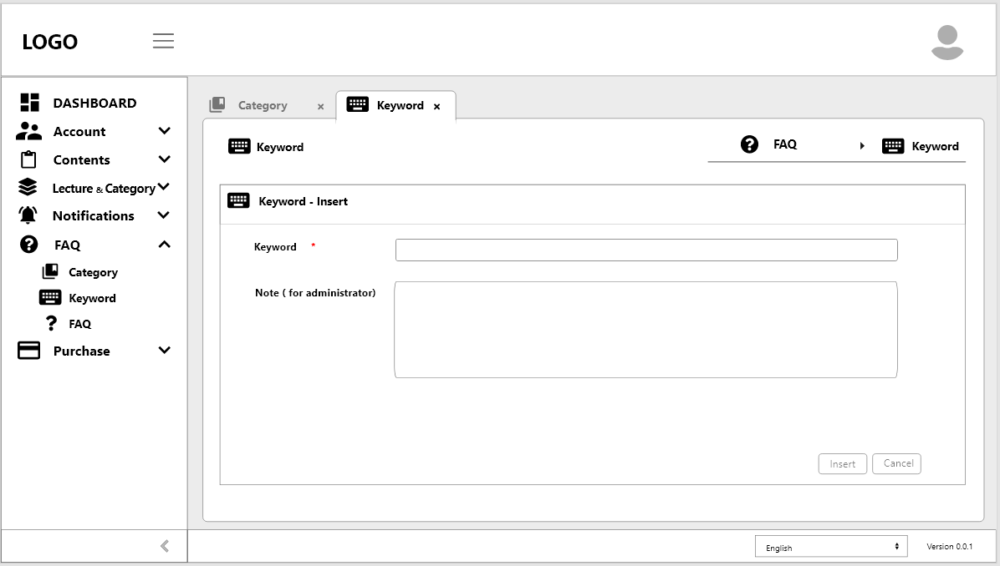 LOGO
DASHBOARD
Account
Contents
Lecture & Category
Notifications
FAQ
Category
Keyword
FAQ
Purchase
Category × Keyword ×
Keyword
FAQ Keyword
Keyword - Insert
Keyword *
Note ( for administrator)
Insert Cancel
English Version 0.0.1